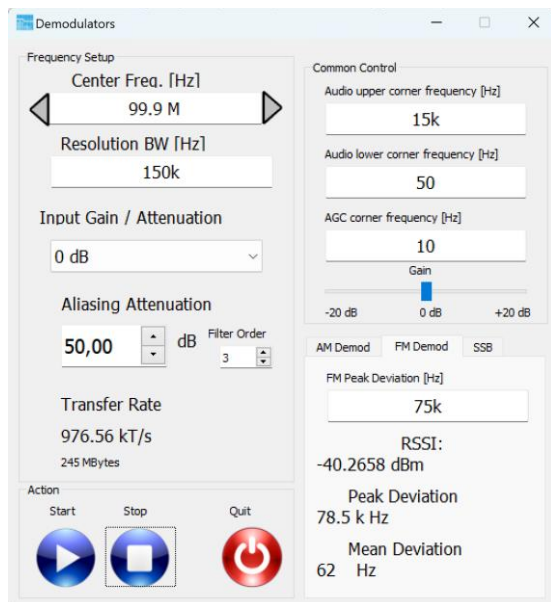 Demodulators
Frequency Setup
Center Freq. [Hz]
99.9 M
Resolution BW [Hz]
150k
Input Gain / Attenuation
0 dB
Aliasing Attenuation
50,00 dB
Filter Order
3
Transfer Rate
976.56 kT/s
245 MBytes
Action
Start Stop Quit
Common Control
Audio upper corner frequency [Hz]
15k
Audio lower corner frequency [Hz]
50
AGC corner frequency [Hz]
10
Gain
-20 dB 0 dB +20 dB
AM Demod FM Demod SSB
FM Peak Deviation [Hz]
75k
RSSI:
-40.2658 dBm
Peak Deviation
78.5 k Hz
Mean Deviation
62 Hz